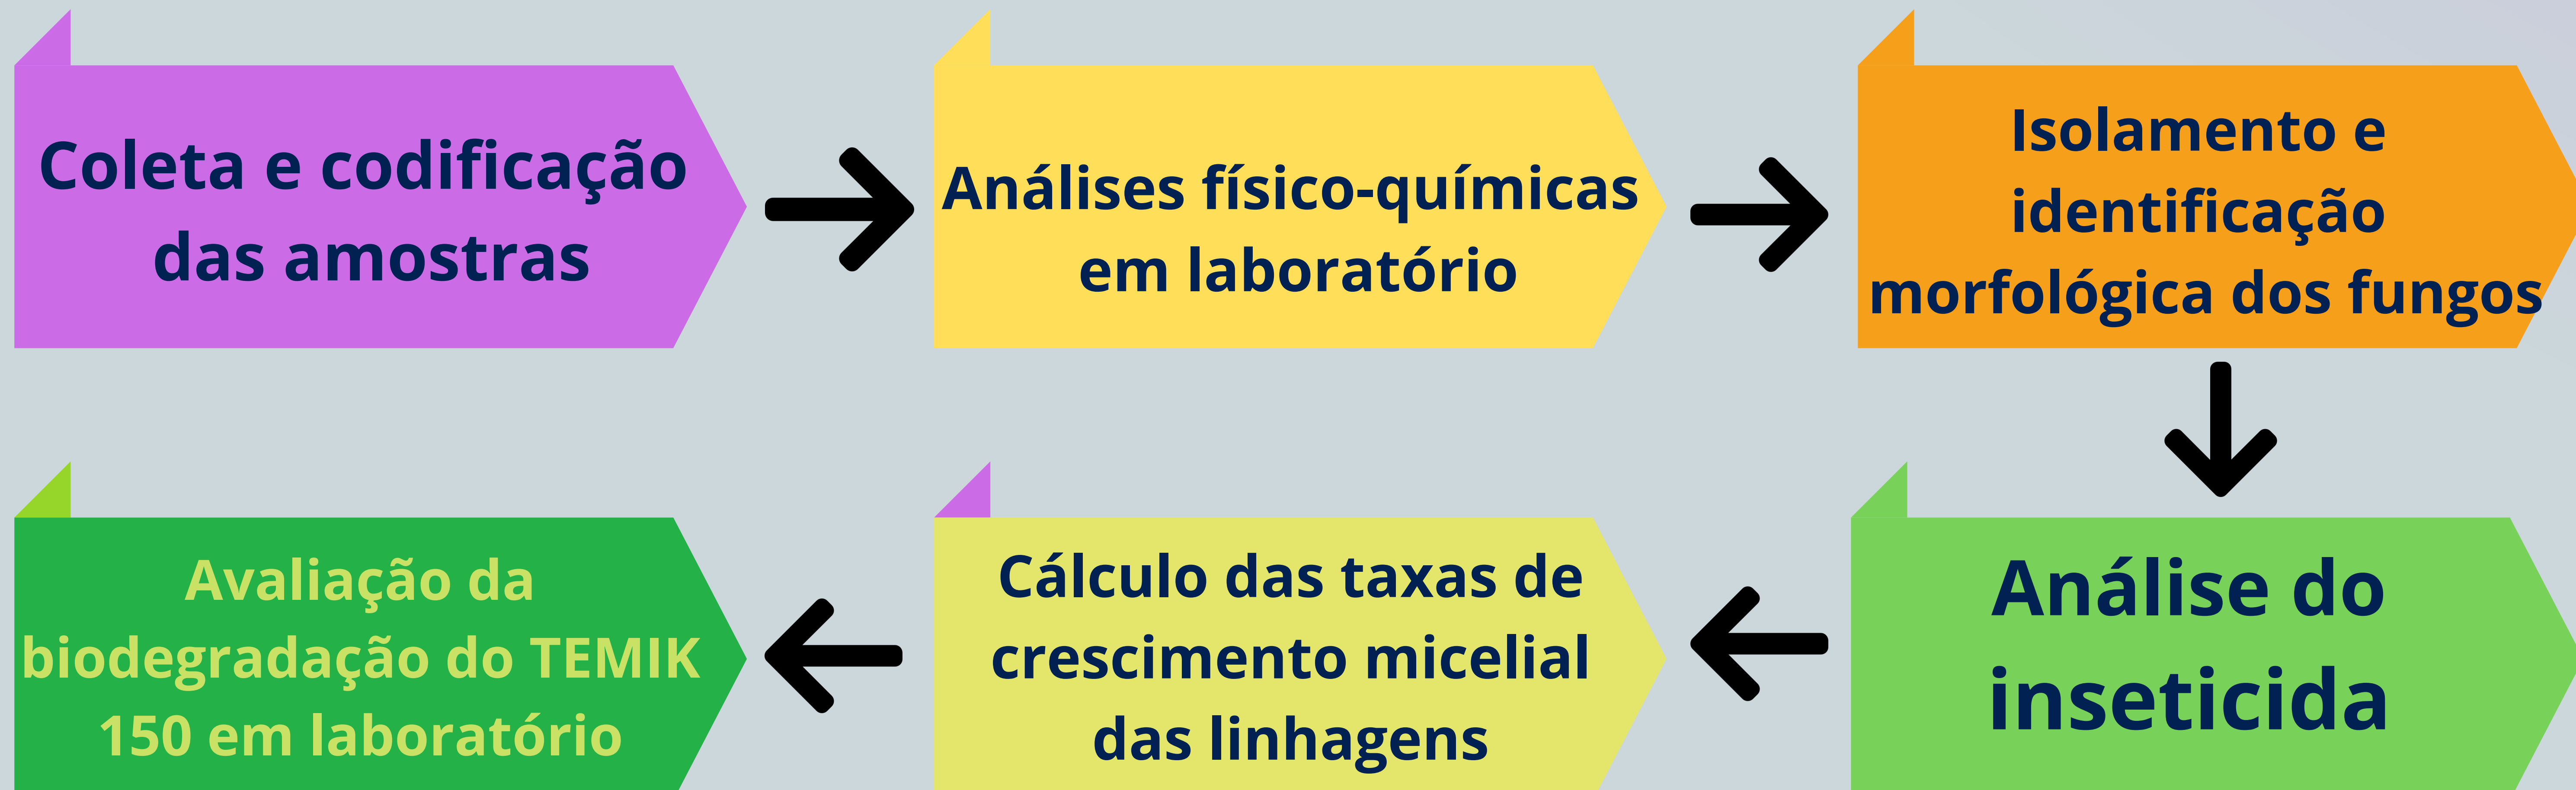 Coleta e codificação
das amostras
Análises físico-químicas
em laboratório
Isolamento e
identificação
morfológica dos fungos
Análise do
inseticida
Cálculo das taxas de
crescimento micelial
das linhagens
Avaliação da
biodegradação do TEMIK
150 em laboratório